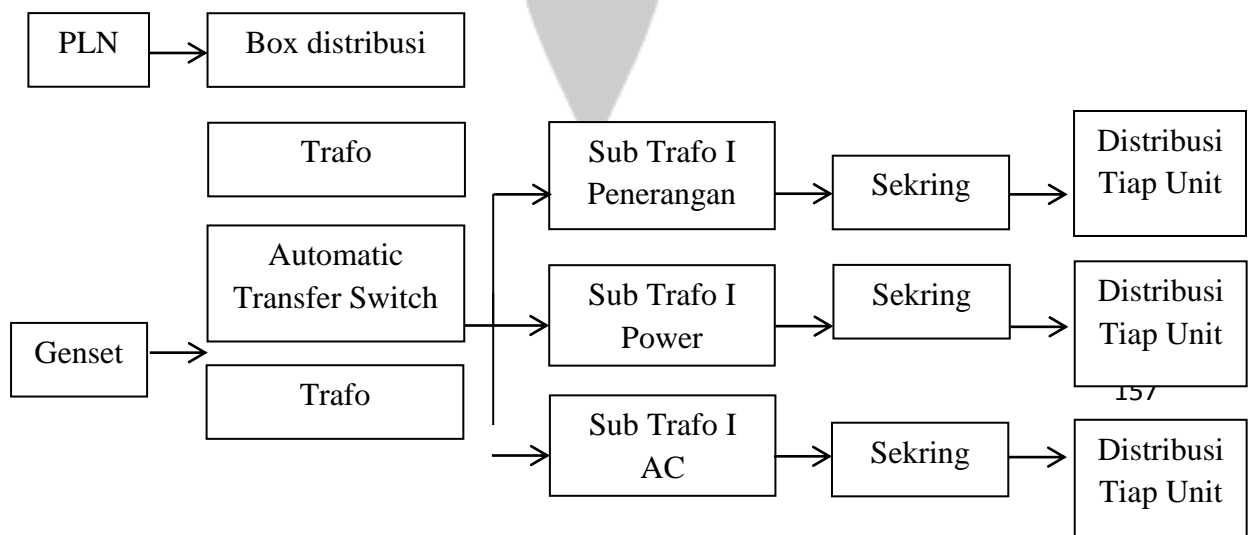 PLN
Box distribusi
Trafo
Automatic
Transfer Switch
Genset
Trafo
Sub Trafo I
Penerangan
Sekring
Distribusi
Tiap Unit
Sub Trafo I
Power
Sekring
Distribusi
Tiap Unit
157
Sub Trafo I
AC
Sekring
Distribusi
Tiap Unit